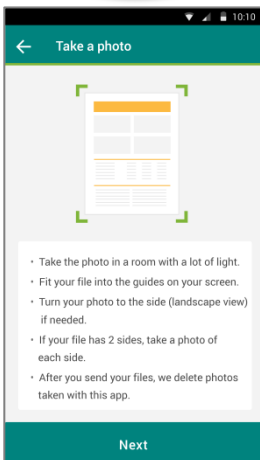 10:10
Take a photo
• Take the photo in a room with a lot of light.
• Fit your file into the guides on your screen.
• Turn your photo to the side (landscape view)
if needed.
• If your file has 2 sides, take a photo of
each side.
• After you send your files, we delete photos
taken with this app.
Next